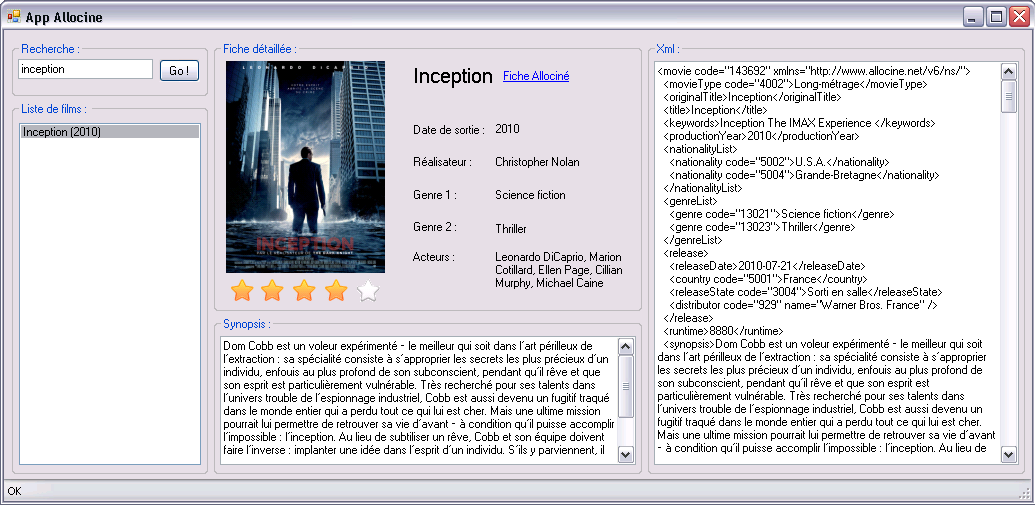 App Allocine
Recherche :
inception
Go !
Liste de films :
Inception (2010)
Fiche détaillée :
LEONARDO DICAPRIO
INCEPTION
Inception Fiche Allociné
Date de sortie : 2010
Réalisateur : Christopher Nolan
Genre 1 : Science fiction
Genre 2 : Thriller
Acteurs : Leonardo DiCaprio, Marion
Cotillard, Ellen Page, Cillian
Murphy, Michael Caine
Synopsis :
Dom Cobb est un voleur expérimenté - le meilleur qui soit dans l´art périlleux de
l´extraction : sa spécialité consiste à s´approprier les secrets les plus précieux d´un
individu, enfouis au plus profond de son subconscient, pendant qu´il rêve et que
son esprit est particulièrement vulnérable. Très recherché pour ses talents dans
l´univers trouble de l´espionnage industriel, Cobb est aussi devenu un fugitif traqué
dans le monde entier qui a perdu tout ce qui lui est cher. Mais une ultime mission
pourrait lui permettre de retrouver sa vie d´avant - à condition qu´il puisse accomplir
l´impossible : l´inception. Au lieu de subtiliser un rêve, Cobb et son équipe doivent
faire l´inverse : implanter une idée dans l´esprit d´un individu. S´ils y parviennent, il
Xml :
<movie code="143692" xmlns="http://www.allocine.net/v6/ns/">
<movieType code="4002">Long-métrage</movieType>
<originalTitle>Inception</originalTitle>
<title>Inception</title>
<keywords>Inception The IMAX Experience </keywords>
<productionYear>2010</productionYear>
<nationalityList>
<nationality code="5002">U.S.A.</nationality>
<nationality code="5004">Grande-Bretagne</nationality>
</nationalityList>
<genreList>
<genre code="13021">Science fiction</genre>
<genre code="13023">Thriller</genre>
</genreList>
<release>
<releaseDate>2010-07-21</releaseDate>
<country code="5001">France</country>
<releaseState code="3004">Sorti en salle</releaseState>
<distributor code="929" name="Warner Bros. France" />
</release>
<runtime>8880</runtime>
<synopsis>Dom Cobb est un voleur expérimenté - le meilleur qui soit
dans l´art périlleux de l´extraction : sa spécialité consiste à s´approprier
les secrets les plus précieux d´un individu, enfouis au plus profond de
son subconscient, pendant qu´il rêve et que son esprit est
particulièrement vulnérable. Très recherché pour ses talents dans
l´univers trouble de l´espionnage industriel, Cobb est aussi devenu un
fugitif traqué dans le monde entier qui a perdu tout ce qui lui est cher.
Mais une ultime mission pourrait lui permettre de retrouver sa vie d´avant
- à condition qu´il puisse accomplir l´impossible : l´inception. Au lieu de
OK